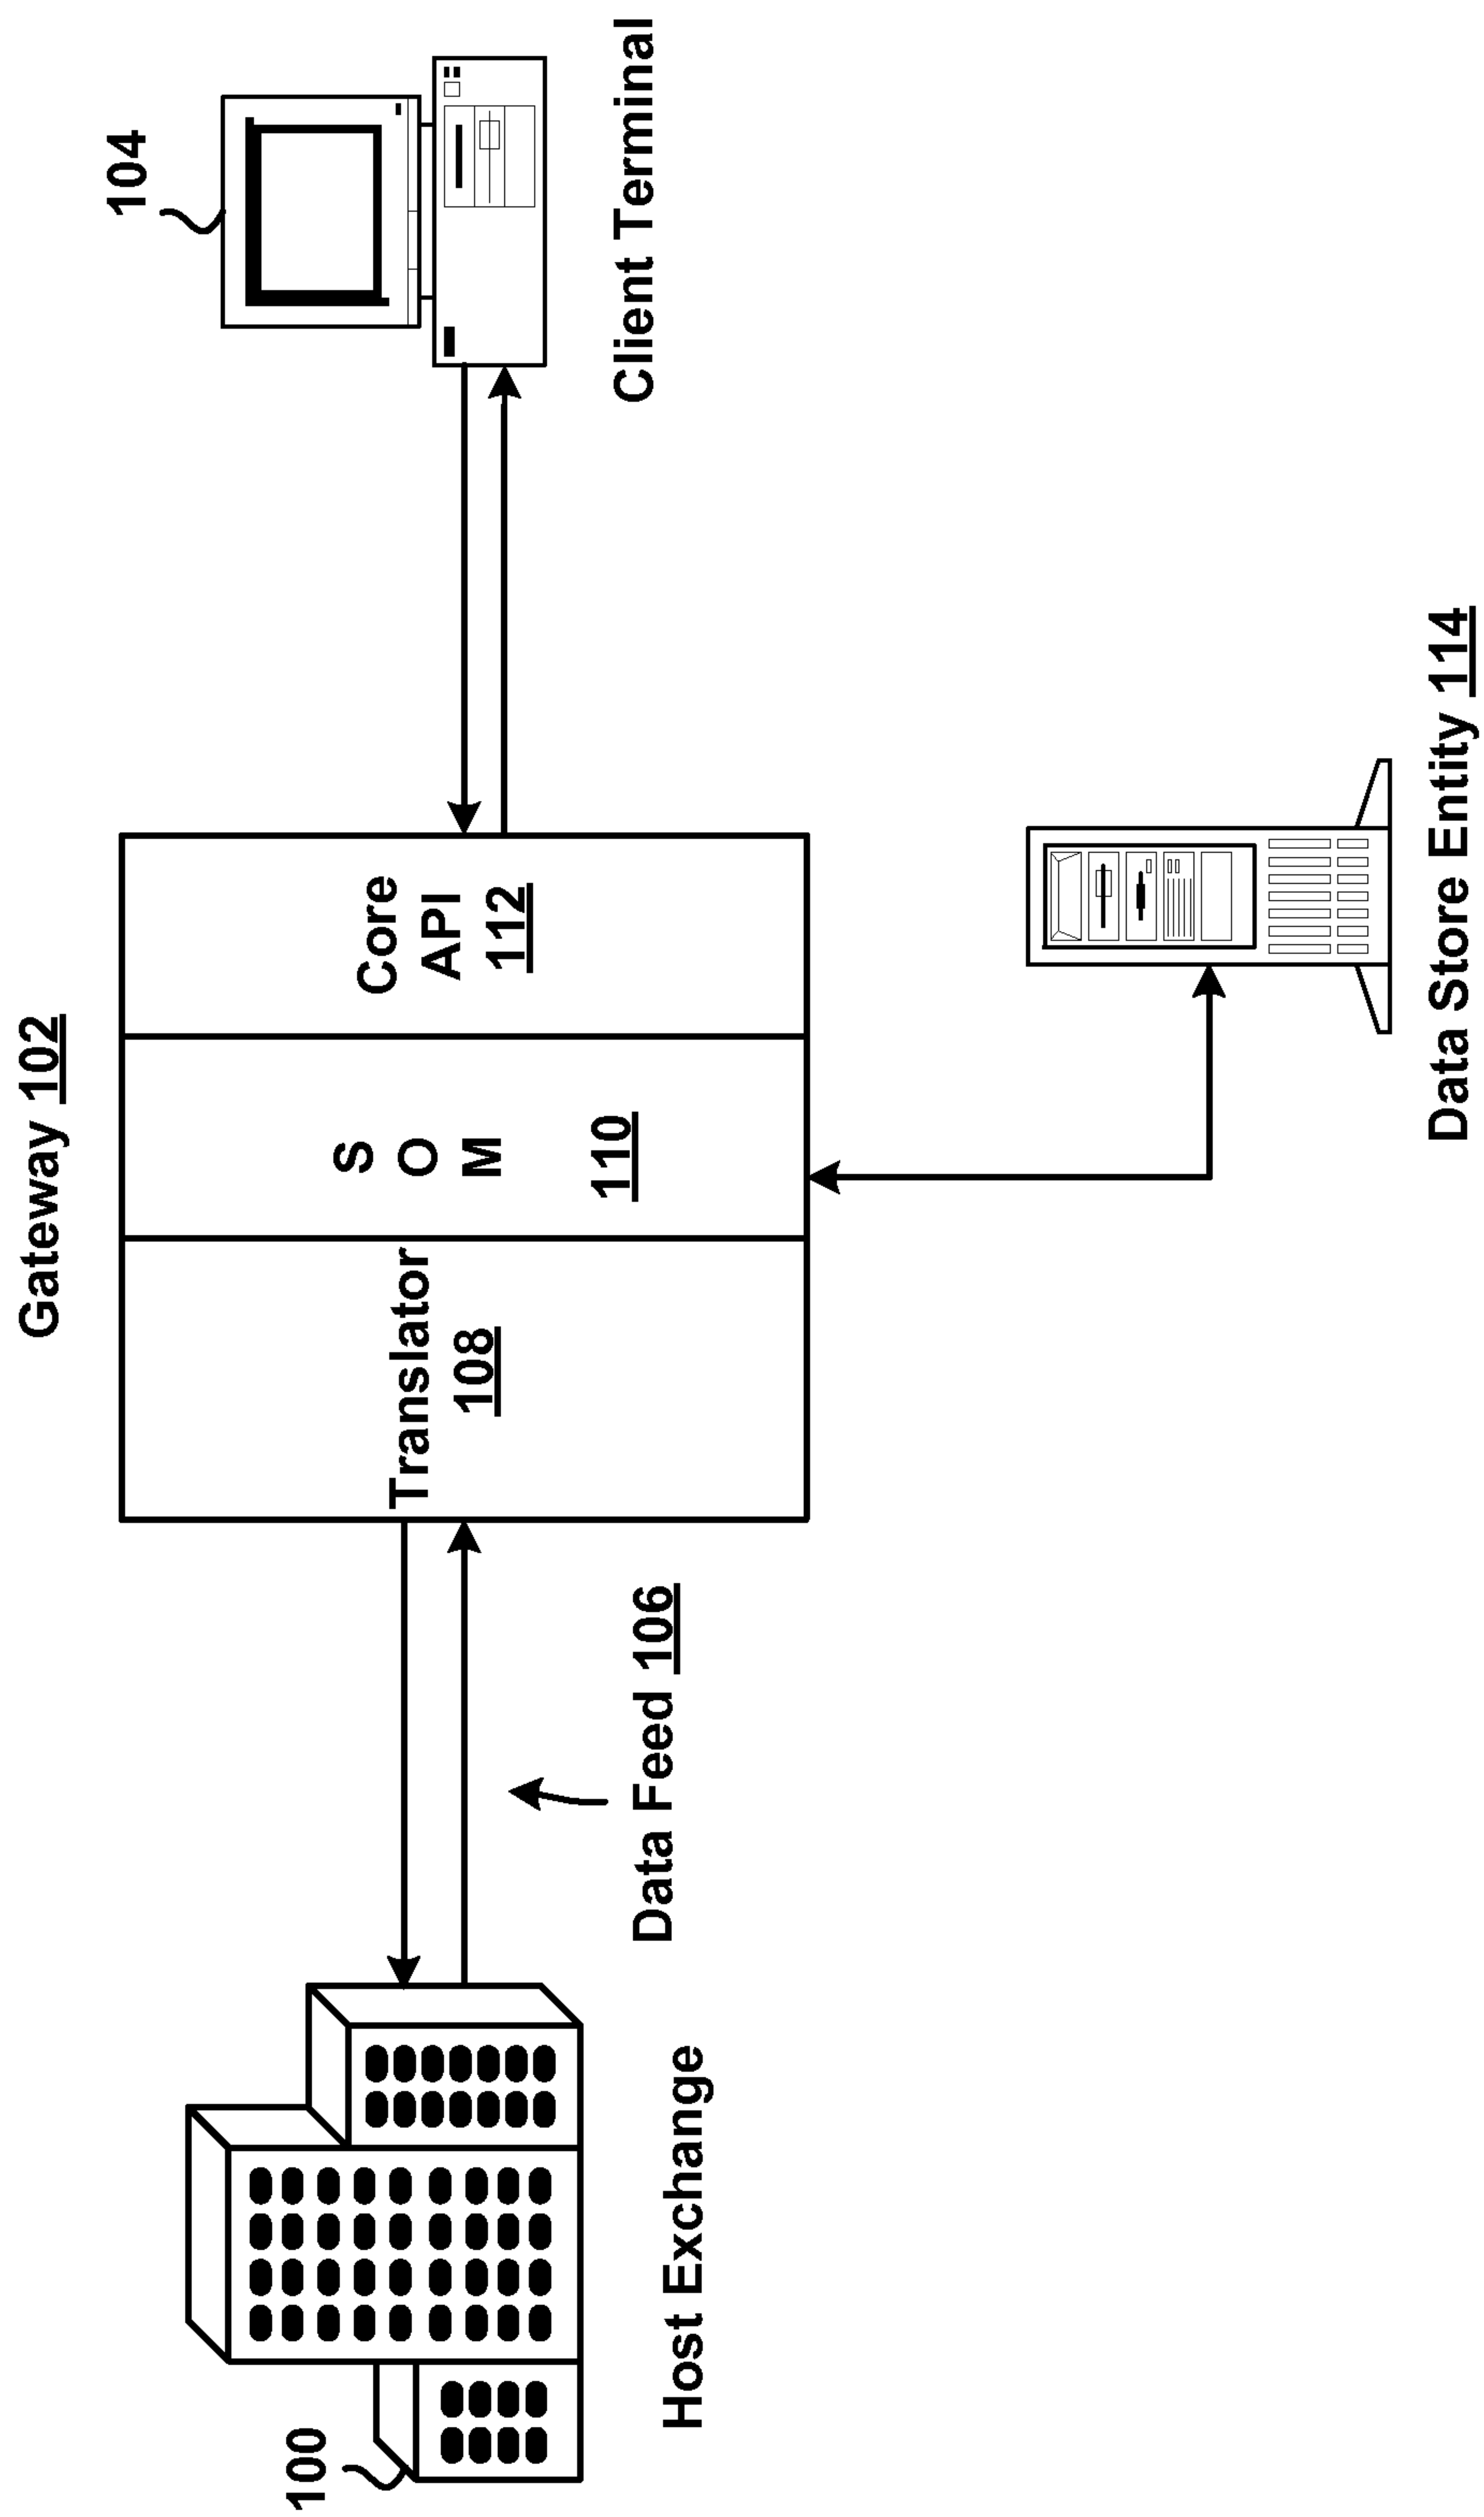 Gateway 102
104
100
Translator
108
S
O
M
110
Core
API
112
Client Terminal
Data Feed 106
Host Exchange
Data Store Entity 114